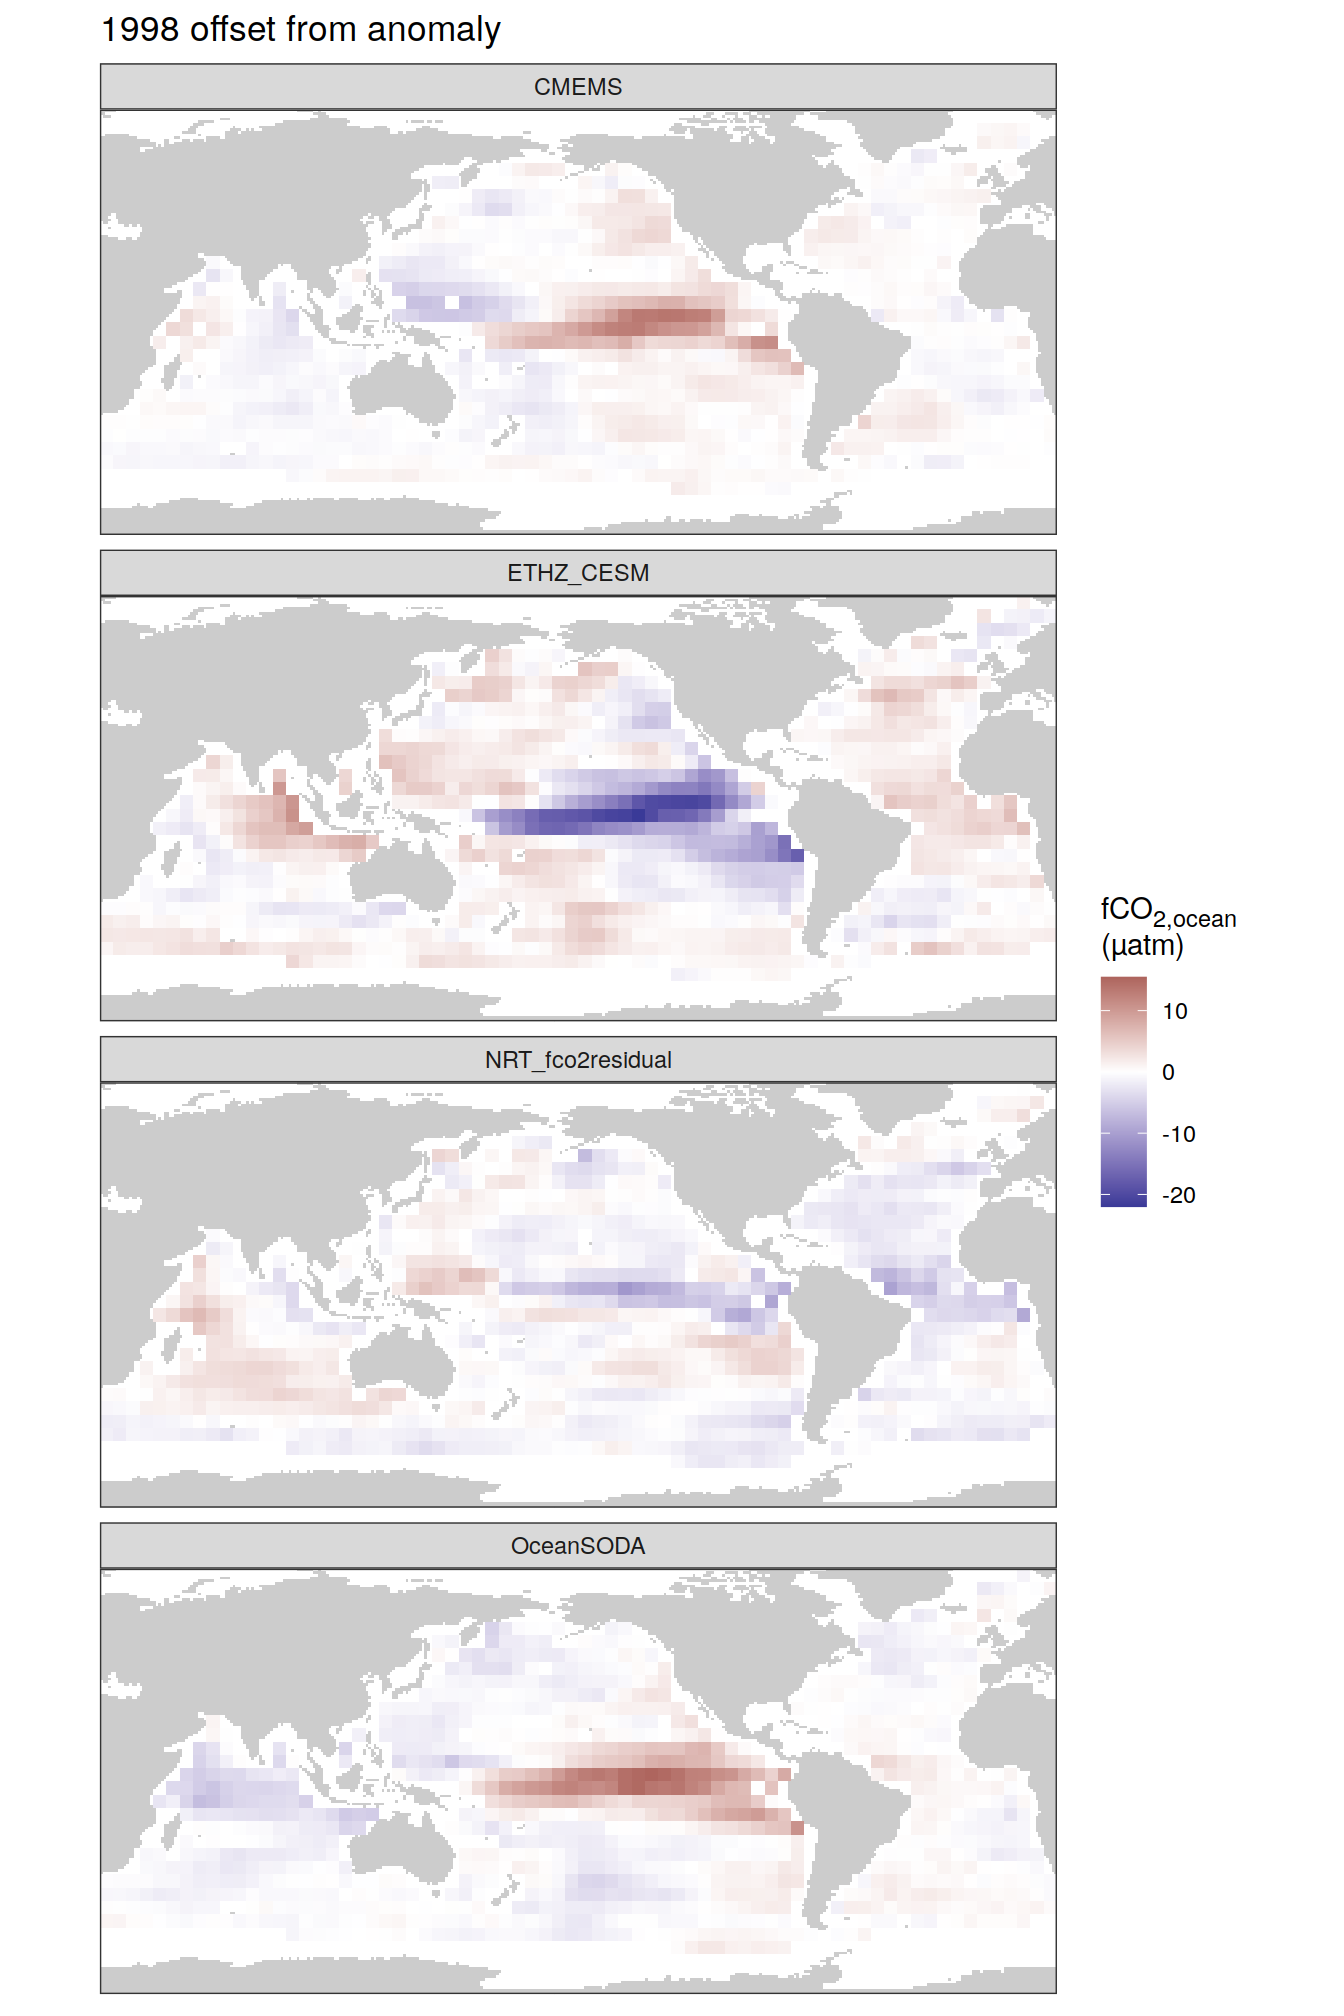 1998 offset from anomaly
CMEMS
ETHZ_CESM
fCO2,ocean
(µatm)
10
0
-10
-20
NRT_fco2residual
OceanSODA